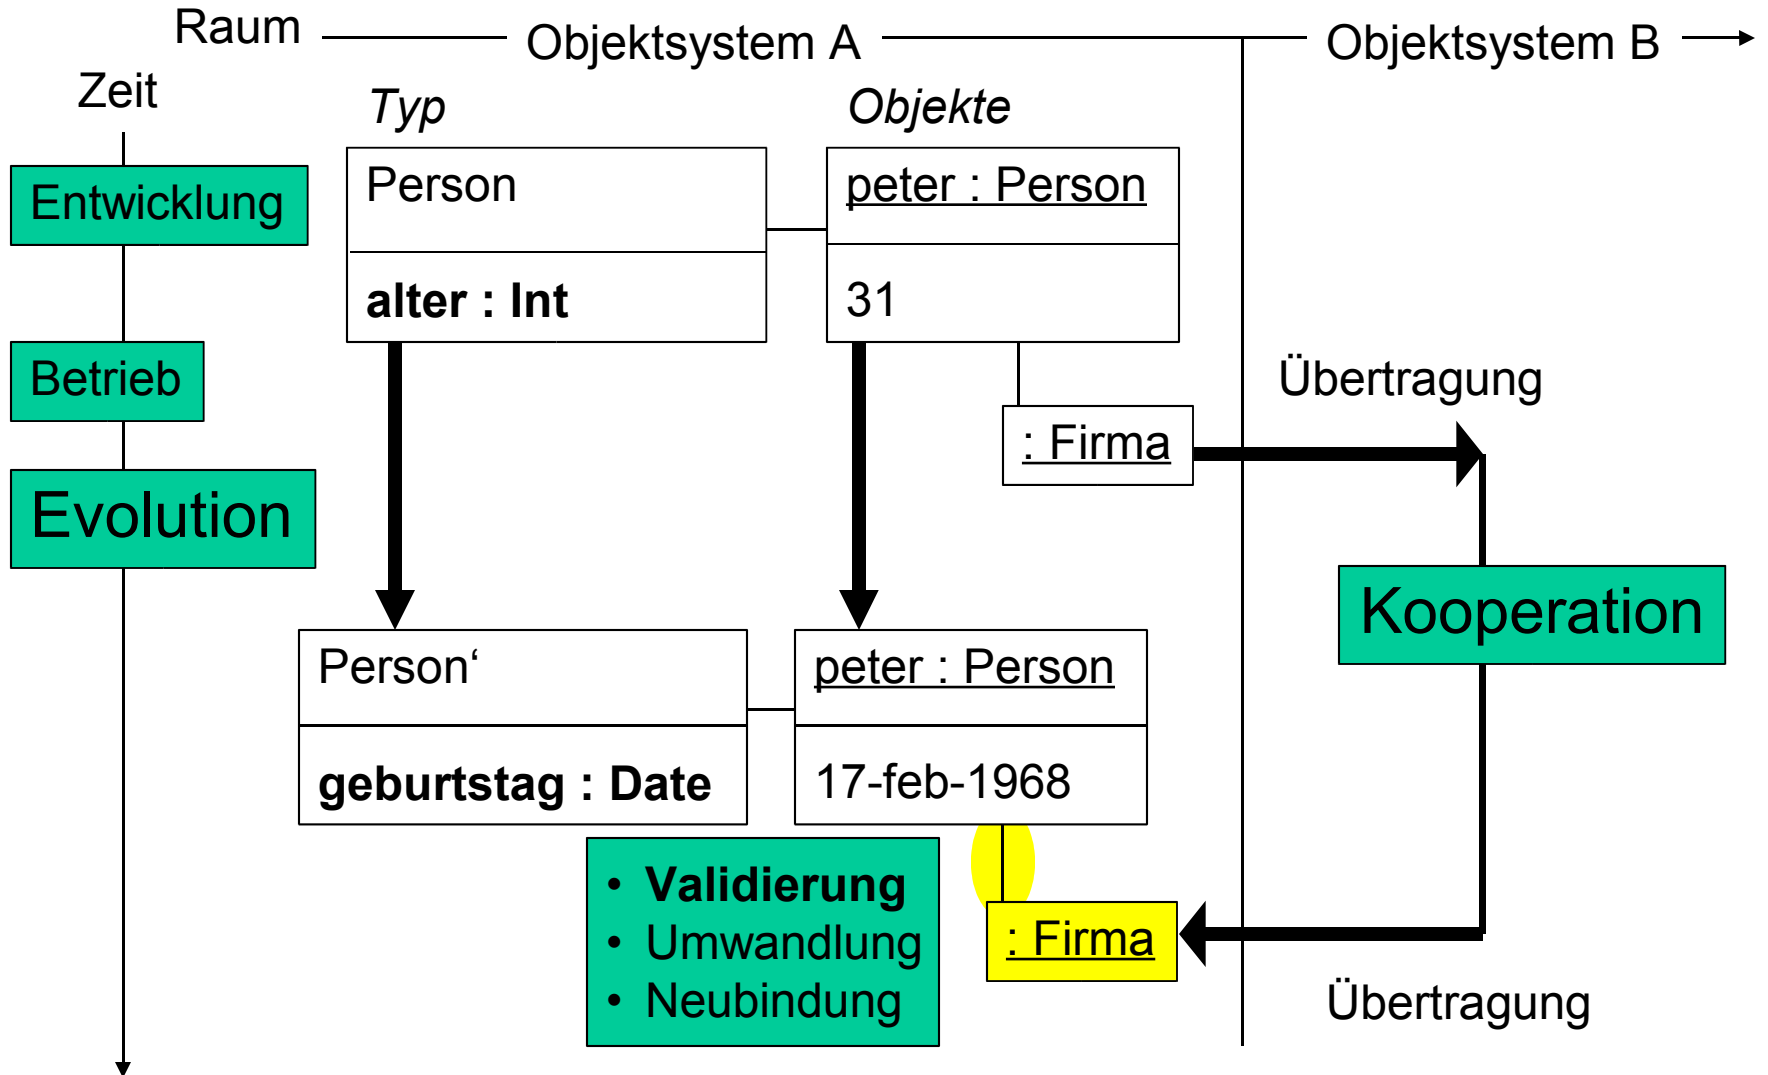 Raum
Objektsystem A
Objektsystem B
Zeit
Typ
Objekte
Entwicklung
Person
peter : Person
alter : Int
31
Betrieb
Übertragung
: Firma
Evolution
Kooperation
Person‘
peter : Person
geburtstag : Date
17-feb-1968
• Validierung
• Umwandlung
• Neubindung
: Firma
Übertragung